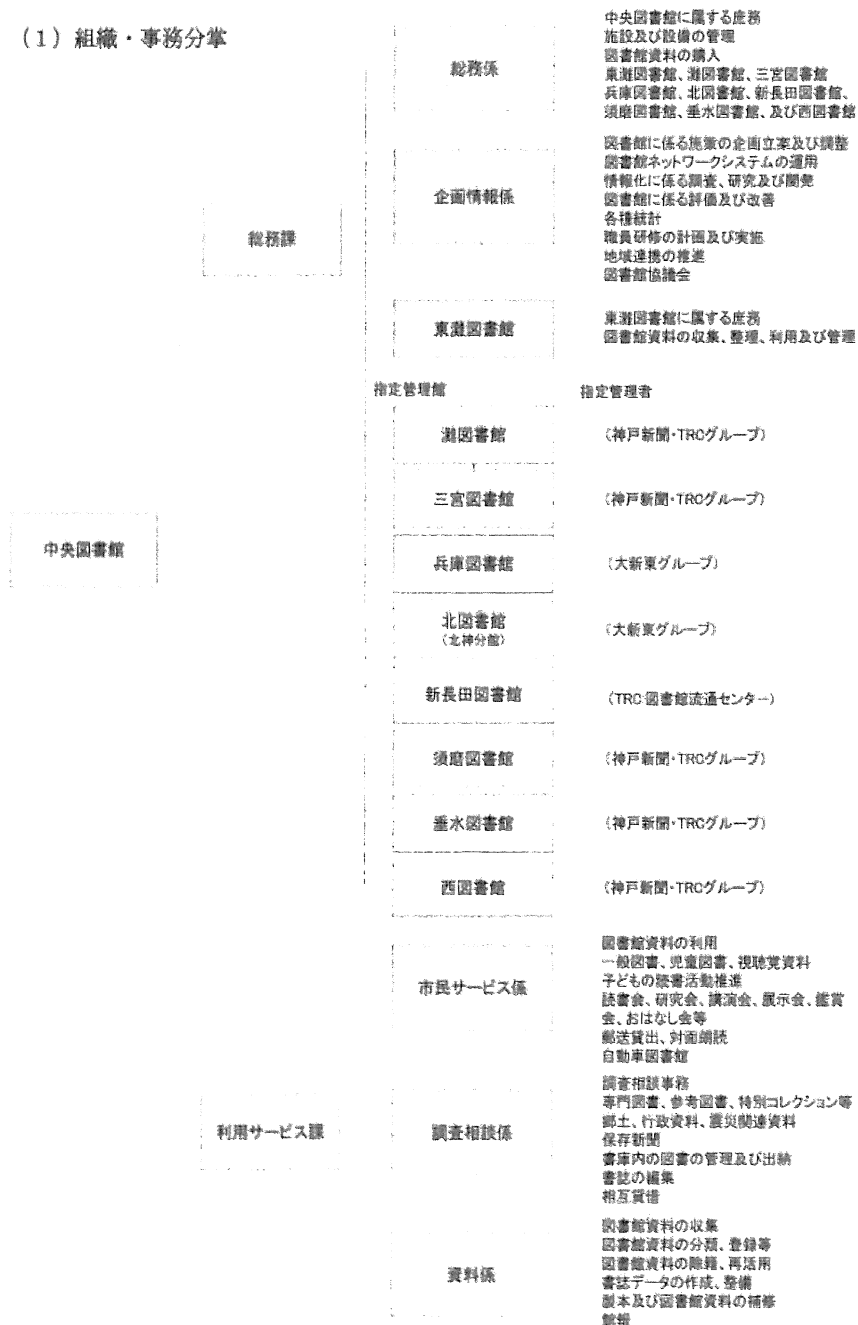 （1）組織・事務分掌
中央図書館
総務課
総務係
中央図書館に属する庶務
施設及び設備の管理
図書館資料の購入
東灘図書館、灘図書館、三宮図書館
兵庫図書館、北図書館、新長田図書館、
須磨図書館、垂水図書館、及び西図書館
企画情報係
図書館に係る施策の企画立案及び調整
図書館ネットワークシステムの運用
情報化に係る調査、研究及び開発
図書館に係る評価及び改善
各種統計
職員研修の計画及び実施
地域連携の推進
図書館協議会
東灘図書館
東灘図書館に属する庶務
図書館資料の収集、整理、利用及び管理
指定管理館
指定管理者
灘図書館
（神戸新聞・TRCグループ）
三宮図書館
（神戸新聞・TRCグループ）
兵庫図書館
（大新東グループ）
北図書館
（北神分館）
（大新東グループ）
新長田図書館
（TRC図書館流通センター）
須磨図書館
（神戸新聞・TRCグループ）
垂水図書館
（神戸新聞・TRCグループ）
西図書館
（神戸新聞・TRCグループ）
利用サービス課
市民サービス係
図書館資料の利用
一般図書、児童図書、視聴覚資料
子どもの読書活動推進
読書会、研究会、講演会、展示会、鑑賞
会、おはなし会等
郵送貸出、対面朗読
自動車図書館
調査相談係
調査相談事務
専門図書、参考図書、特別コレクション等
郷土、行政資料、震災関連資料
保存新聞
書庫内の図書の管理及び出納
書誌の編集
相互貸借
資料係
図書館資料の収集
図書館資料の分類、登録等
図書館資料の除籍、再活用
書誌データの作成、整備
製本及び図書館資料の補修
館報